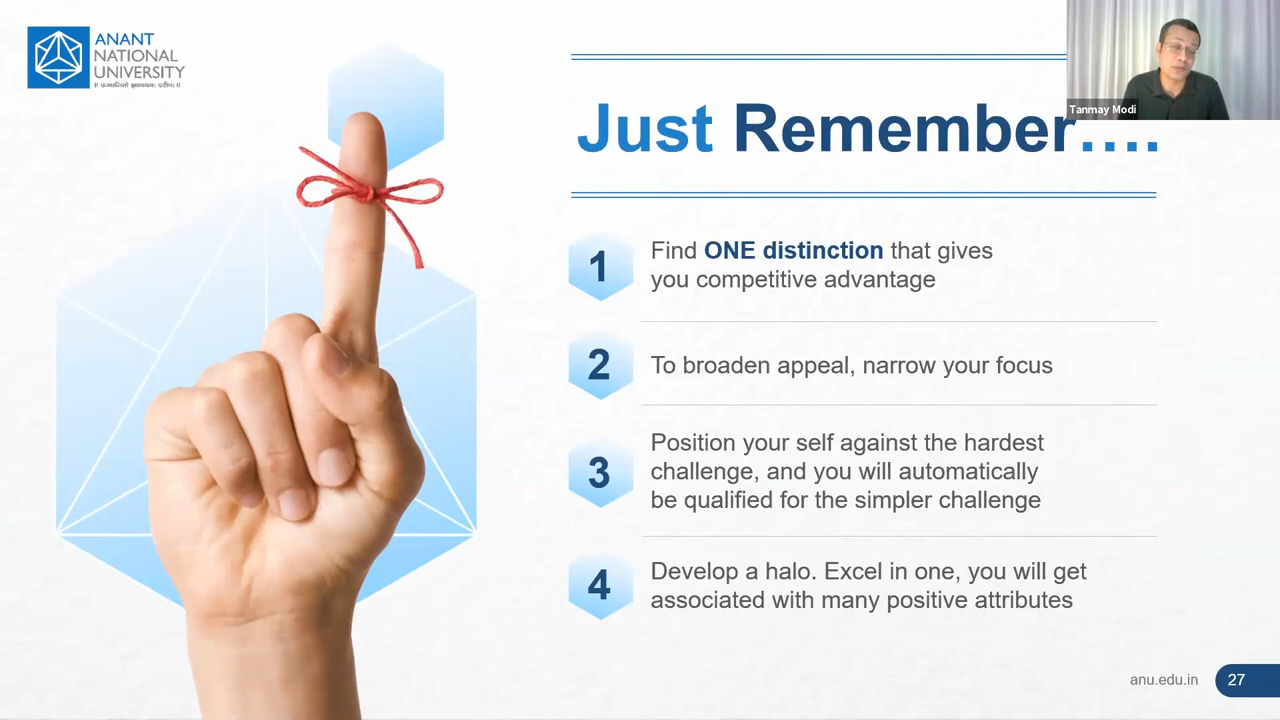 ANANT
NATIONAL
UNIVERSITY
Tanmay Modi
Just Remember....
1
Find ONE distinction that gives
you competitive advantage
2
To broaden appeal, narrow your focus
3
Position your self against the hardest
challenge, and you will automatically
be qualified for the simpler challenge
4
Develop a halo. Excel in one, you will get
associated with many positive attributes
anu.edu.in
27